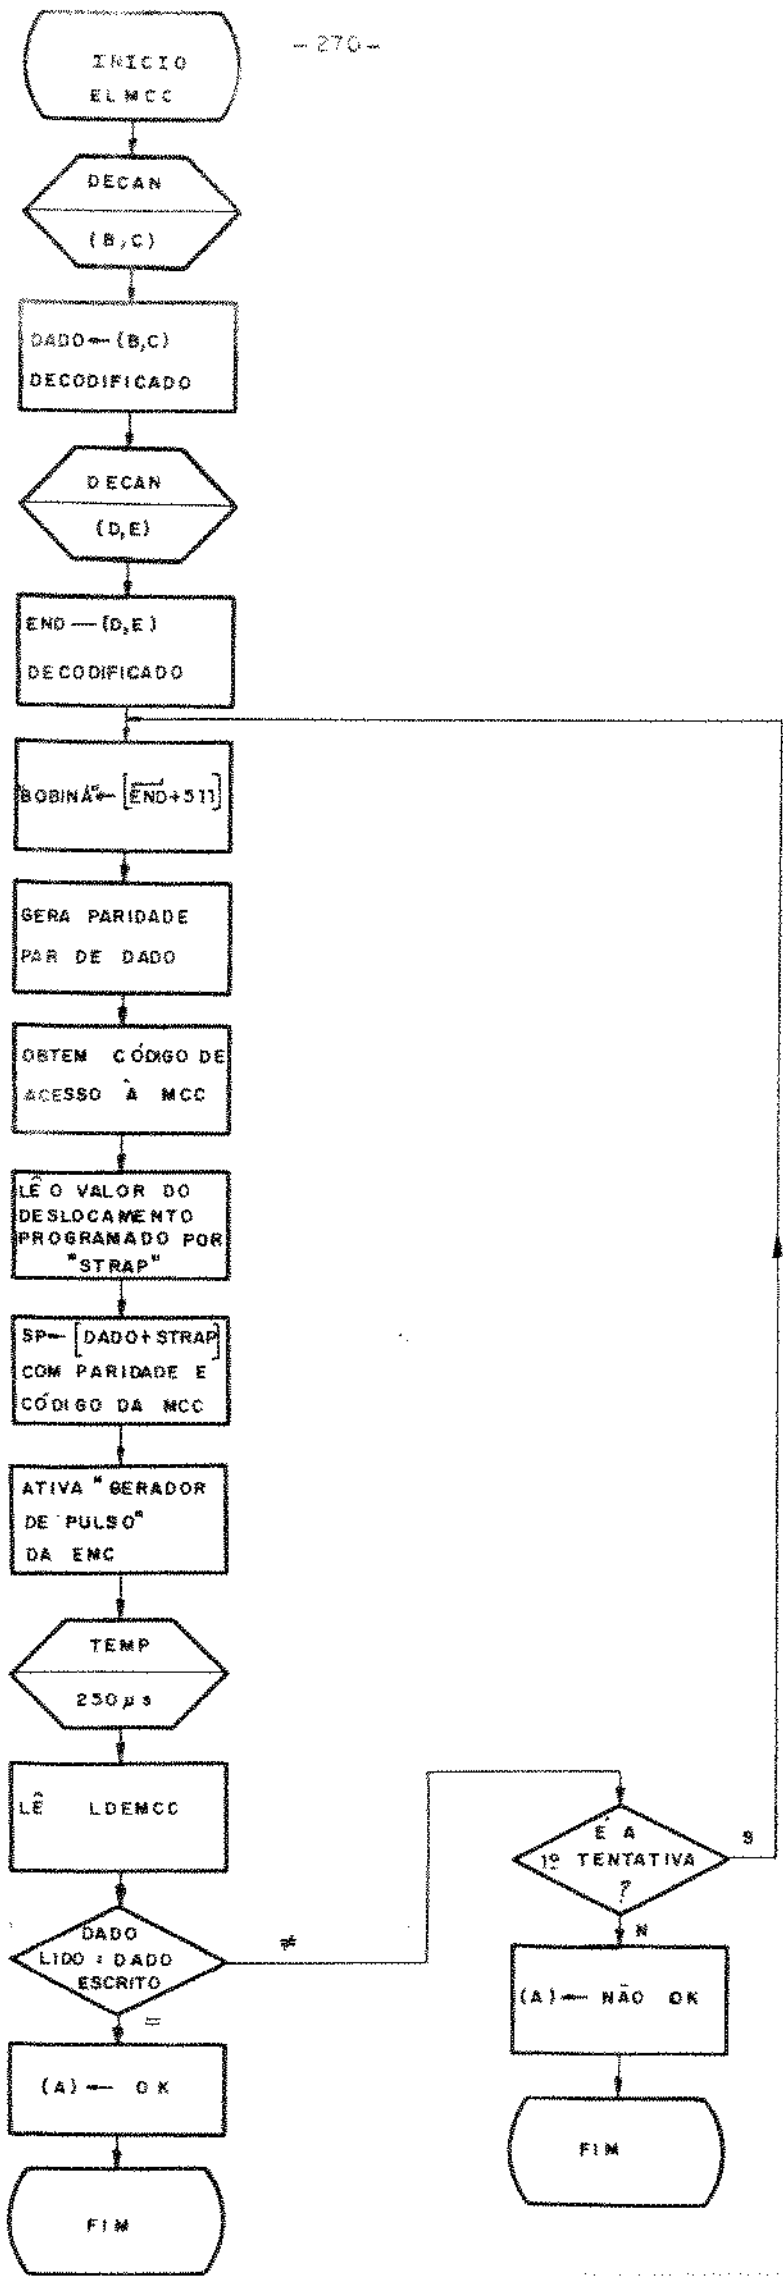 - 270 -
INICIO
ELMCC
DECAN
(B,C)
DADO ← (B,C)
DECODIFICADO
DECAN
(D,E)
END — (D,E)
DECODIFICADO
"BOBINA" ← [END+511]
GERA PARIDADE
PAR DE DADO
OBTEM CÓDIGO DE
ACESSO À MCC
LÊ O VALOR DO
DESLOCAMENTO
PROGRAMADO POR
"STRAP"
SP ← [DADO+STRAP]
COM PARIDADE E
CÓDIGO DA MCC
ATIVA "GERADOR
DE PULSO"
DA EMC
TEMP
250 µs
LÊ LDEMCC
DADO
LIDO : DADO
ESCRITO
≠
=
(A) ← OK
FIM
É A
1ª TENTATIVA
?
S
N
(A) ← NÃO OK
FIM